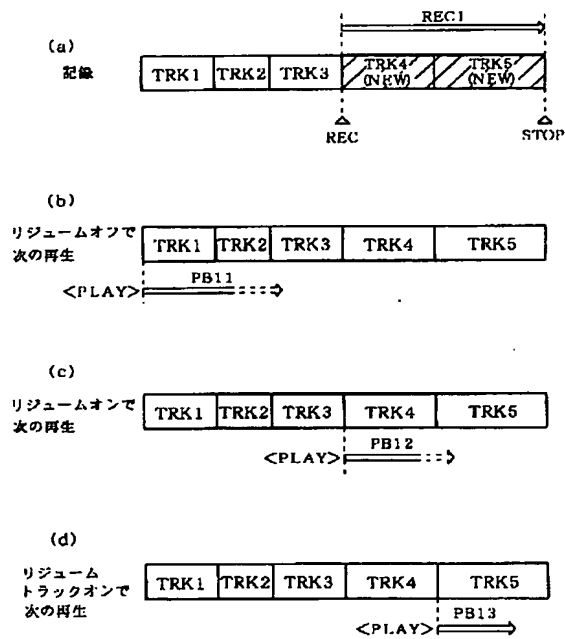 REC1
(a)
記録
TRK1 TRK2 TRK3 TRK4 TRK5
(NEW) (NEW)
REC STOP
(b)
リジュームオフで
次の再生
TRK1 TRK2 TRK3 TRK4 TRK5
PB11
<PLAY>
(c)
リジュームオンで
次の再生
TRK1 TRK2 TRK3 TRK4 TRK5
PB12
<PLAY>
(d)
リジューム
トラックオンで
次の再生
TRK1 TRK2 TRK3 TRK4 TRK5
PB13
<PLAY>